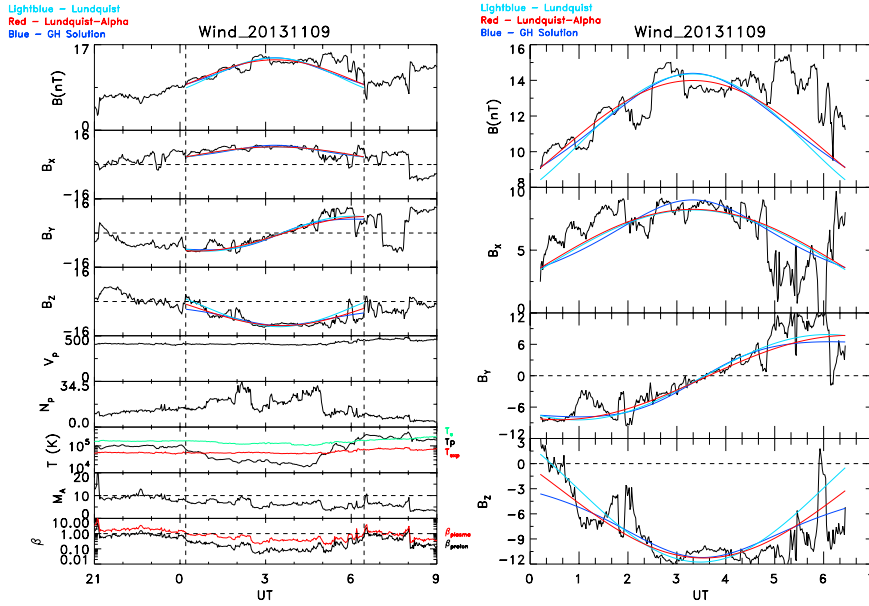 Lightblue – Lundquist
Red – Lundquist–Alpha
Blue – GH Solution
Wind_20131109
17
B(nT)
0
16
Bx
−16
16
BY
−16
16
Bz
−16
500
Vp
34.5
Np
0.0
T (K)
10^5
10^4
Tp
Texp
20
MA
10
0
10.00
1.00
0.10
0.01
β
βplasma
βproton
21
0
3
6
9
UT
Lightblue – Lundquist
Red – Lundquist–Alpha
Blue – GH Solution
Wind_20131109
16
14
12
10
8
B(nT)
10
5
0
Bx
12
6
0
−6
−12
BY
3
0
−3
−6
−9
−12
Bz
0
1
2
3
4
5
6
7
UT